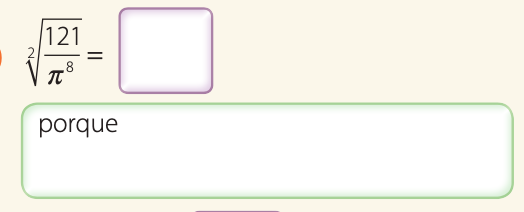 ²√(121/π⁸) =
porque